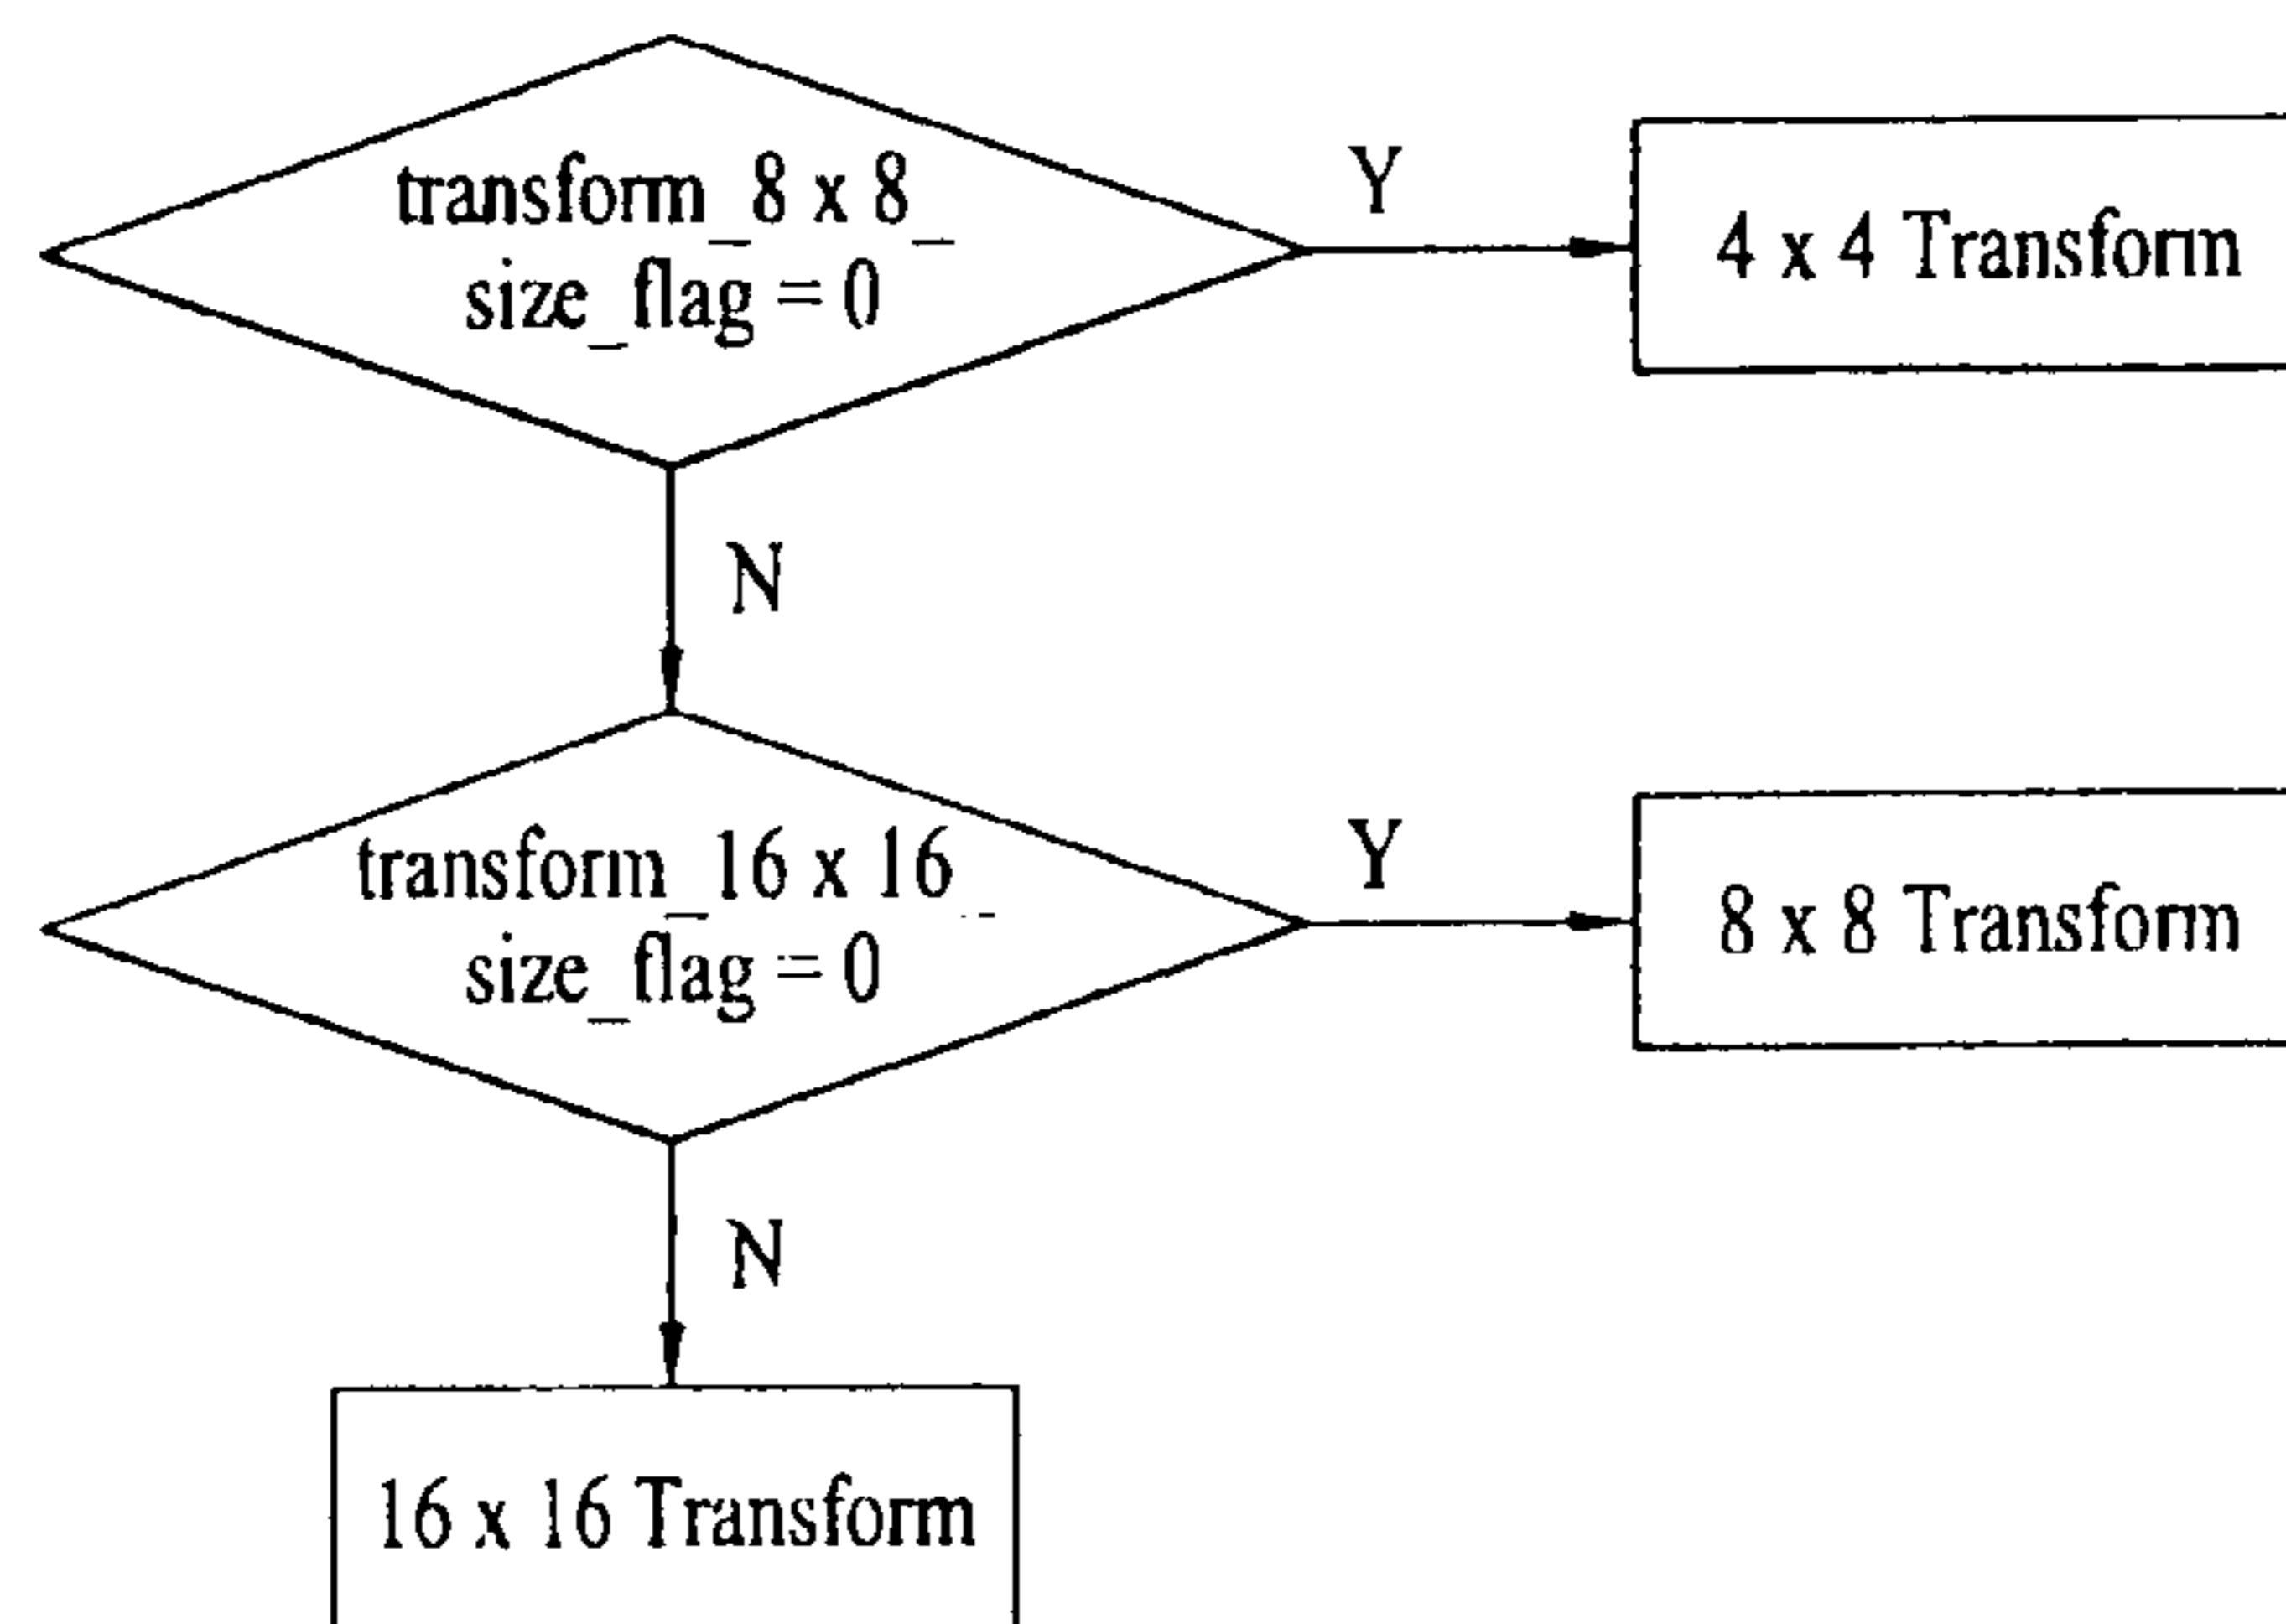 transform_8 x 8_
size_flag = 0
Y
4 x 4 Transform
N
transform_16 x 16_
size_flag = 0
Y
8 x 8 Transform
N
16 x 16 Transform